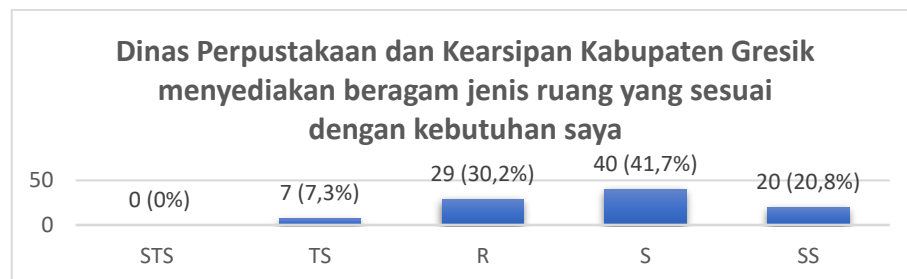 Dinas Perpustakaan dan Kearsipan Kabupaten Gresik
menyediakan beragam jenis ruang yang sesuai
dengan kebutuhan saya
50
0
0 (0%)
7 (7,3%)
29 (30,2%)
40 (41,7%)
20 (20,8%)
STS
TS
R
S
SS